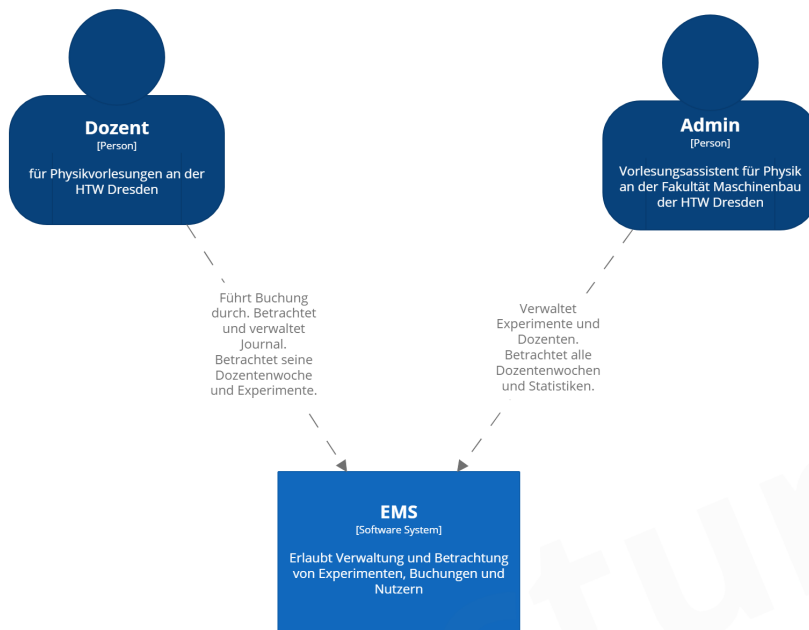 Dozent
[Person]
für Physikvorlesungen an der
HTW Dresden
Admin
[Person]
Vorlesungsassistent für Physik
an der Fakultät Maschinenbau
der HTW Dresden
Führt Buchung
durch. Betrachtet
und verwaltet
Journal.
Betrachtet seine
Dozentenwoche
und Experimente.
Verwaltet
Experimente und
Dozenten.
Betrachtet alle
Dozentenwochen
und Statistiken.
EMS
[Software System]
Erlaubt Verwaltung und Betrachtung
von Experimenten, Buchungen und
Nutzern